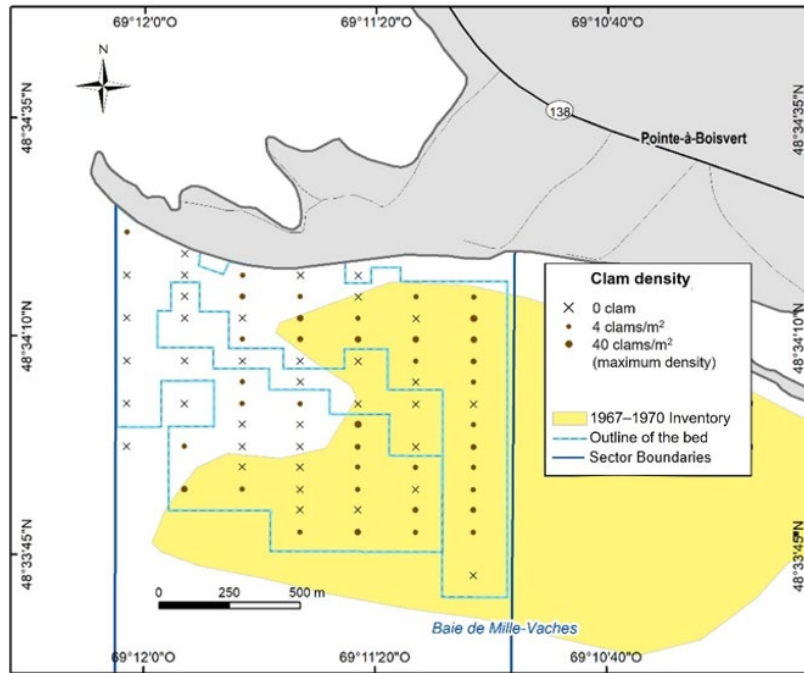 69°12'0"O
69°11'20"O
69°10'40"O
N
48°34'35"N
48°34'35"N
138
Pointe-à-Boisvert
Clam density
0 clam
4 clams/m²
40 clams/m²
(maximum density)
1967–1970 Inventory
Outline of the bed
Sector Boundaries
48°34'10"N
48°34'10"N
48°33'45"N
48°33'45"N
0
250
500 m
Baie de Mille-Vaches
69°12'0"O
69°11'20"O
69°10'40"O